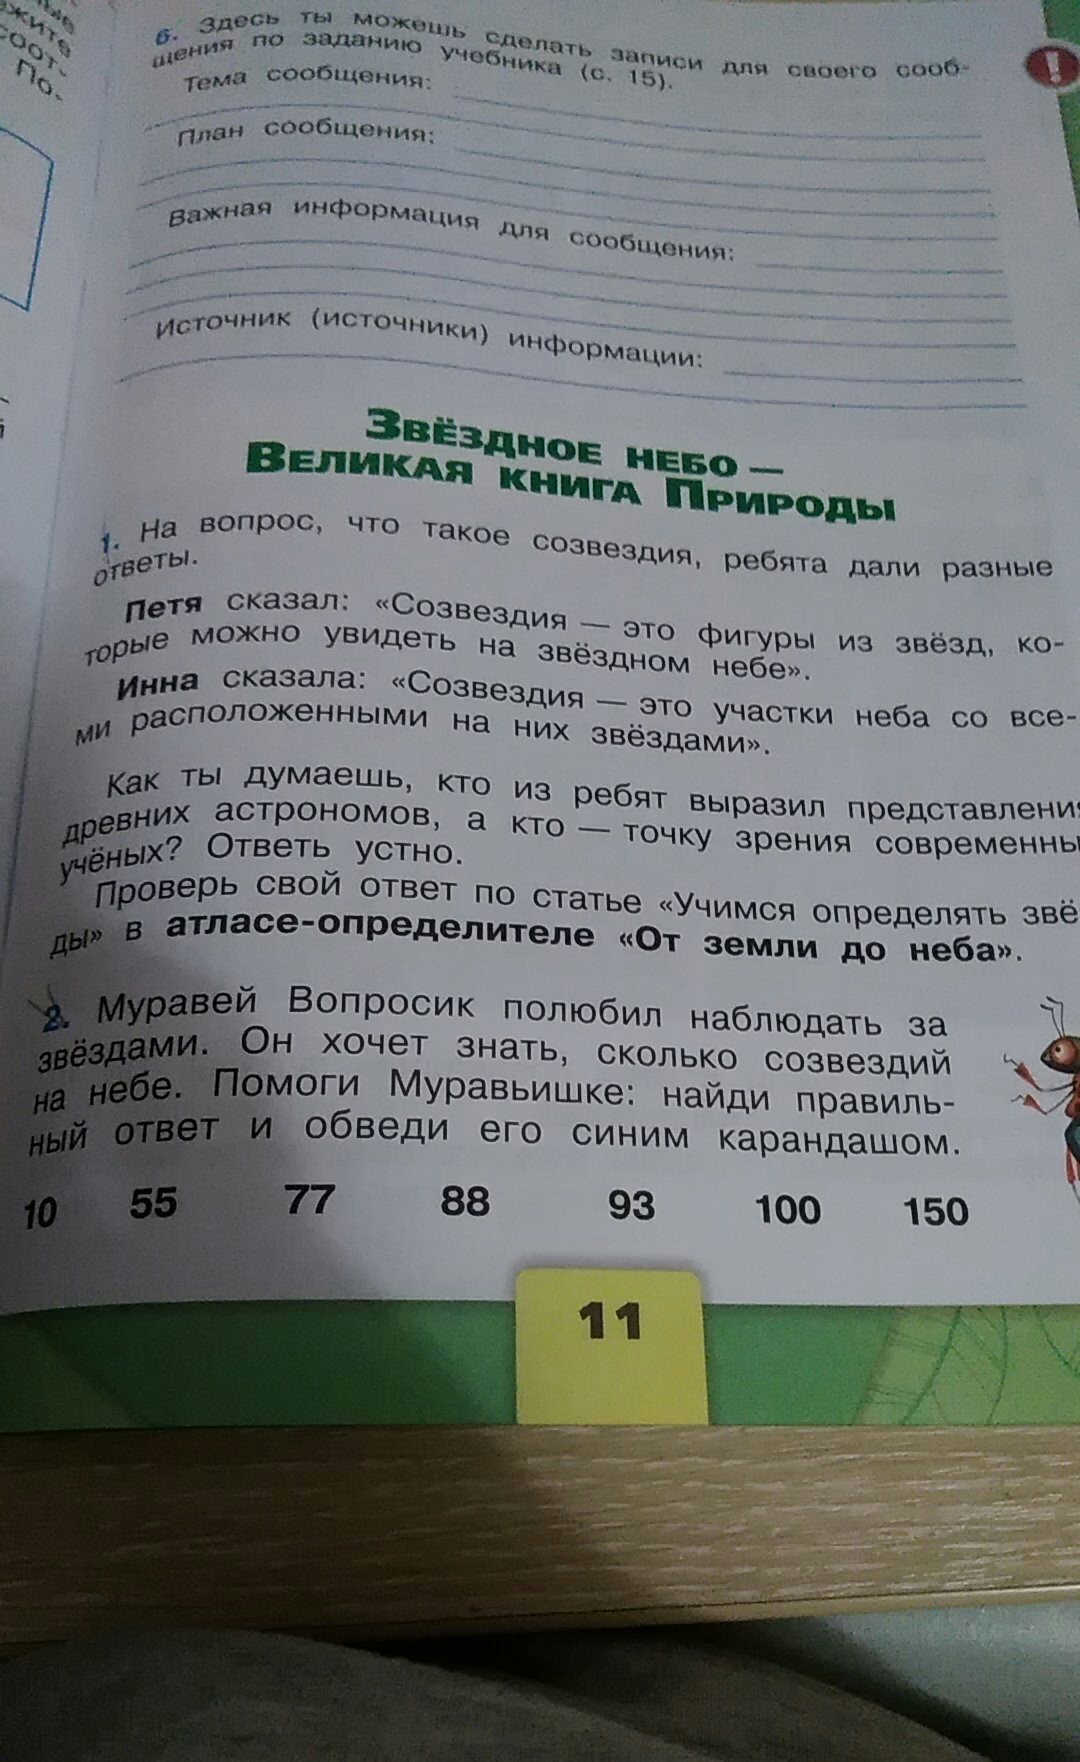 жите
соот-
По-
6. Здесь ты можешь сделать записи для своего сооб-
щения по заданию учебника (с. 15).
Тема сообщения:
План сообщения:
Важная информация для сообщения:
Источник (источники) информации:
!
Звёздное небо —
Великая книга Природы
1. На вопрос, что такое созвездия, ребята дали разные
ответы.
Петя сказал: «Созвездия — это фигуры из звёзд, ко-
торые можно увидеть на звёздном небе».
Инна сказала: «Созвездия — это участки неба со все-
ми расположенными на них звёздами».
Как ты думаешь, кто из ребят выразил представления
древних астрономов, а кто — точку зрения современны
учёных? Ответь устно.
Проверь свой ответ по статье «Учимся определять звё
ды» в атласе-определителе «От земли до неба».
2. Муравей Вопросик полюбил наблюдать за
звёздами. Он хочет знать, сколько созвездий
на небе. Помоги Муравьишке: найди правиль-
ный ответ и обведи его синим карандашом.
10 55 77 88 93 100 150
11